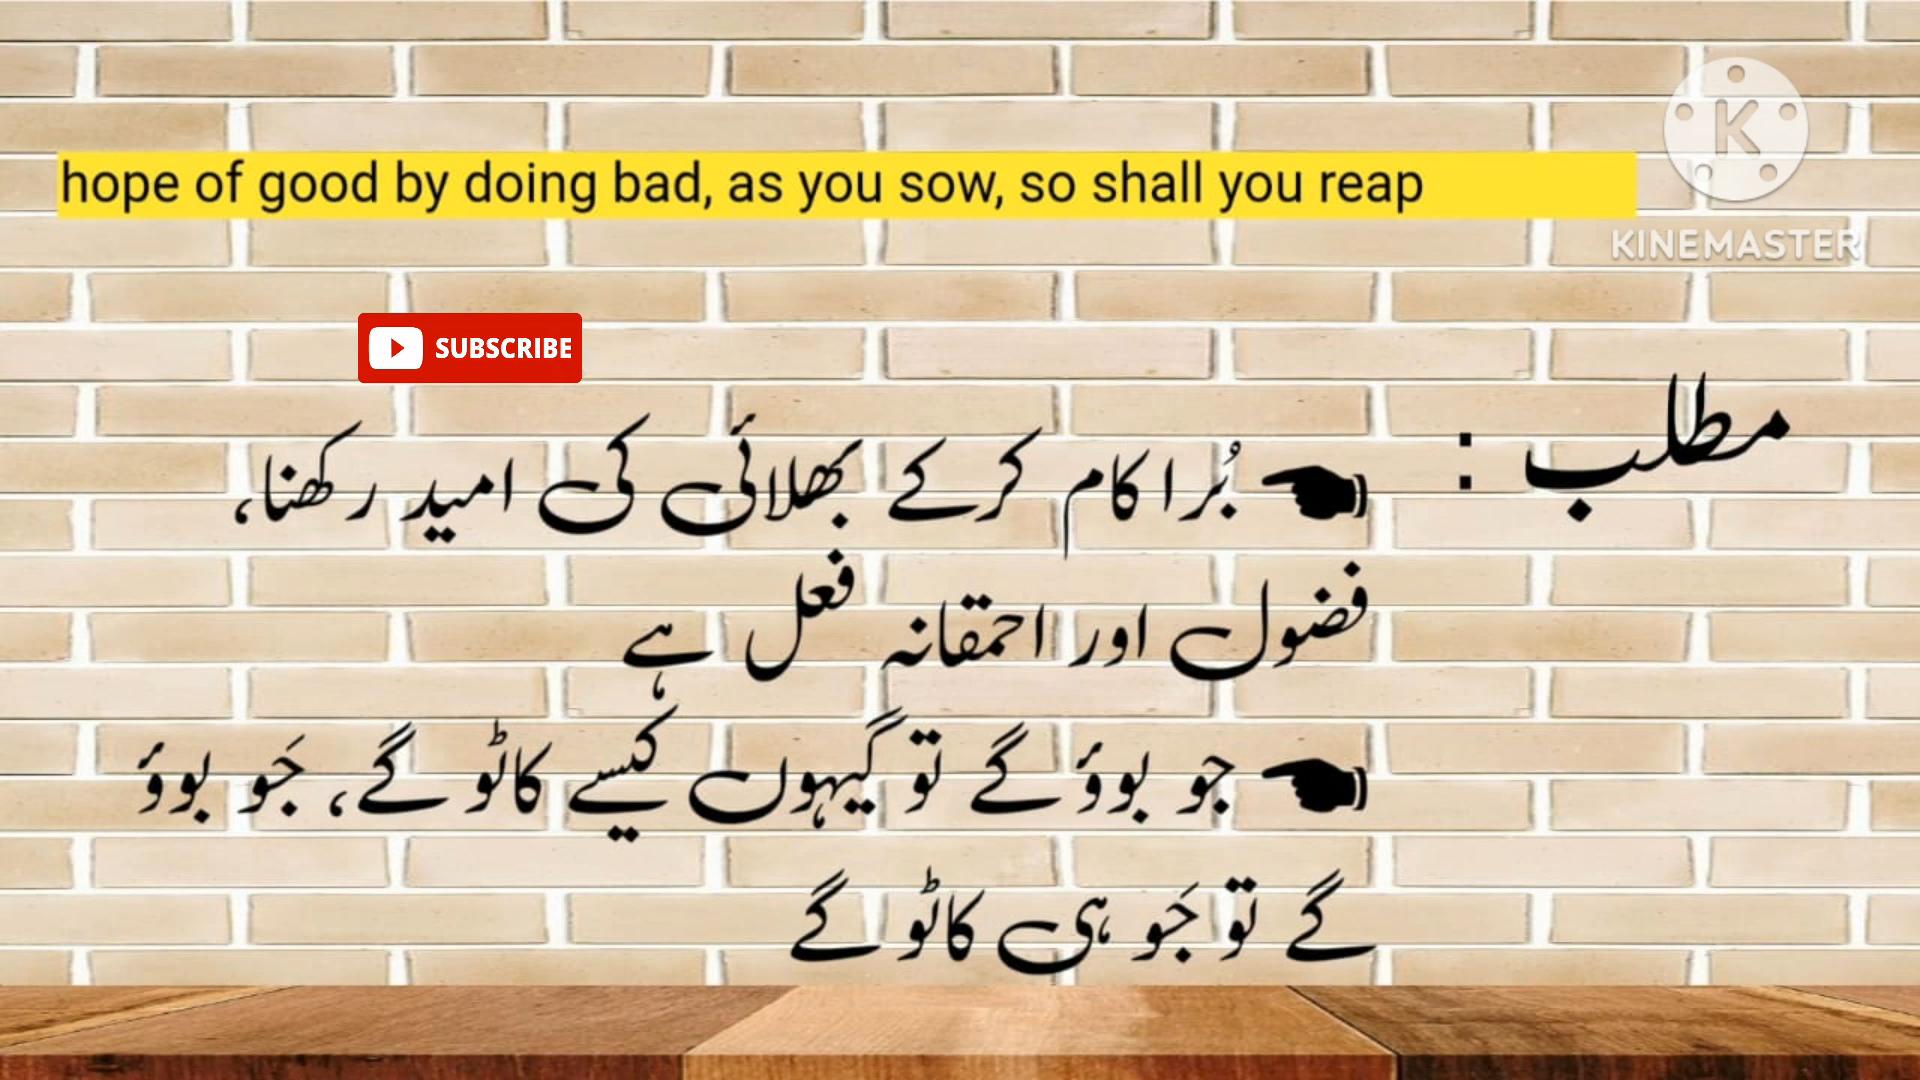 hope of good by doing bad, as you sow, so shall you reap
K
KINEMASTER
SUBSCRIBE
مطلب :
بُرا کام کرکے بھلائی کی امید رکھنا،
فضول اور احمقانہ فعل ہے
جو بوؤ گے تو گیہوں کیسے کاٹو گے، جَو بوؤ
گے تو جَو ہی کاٹو گے